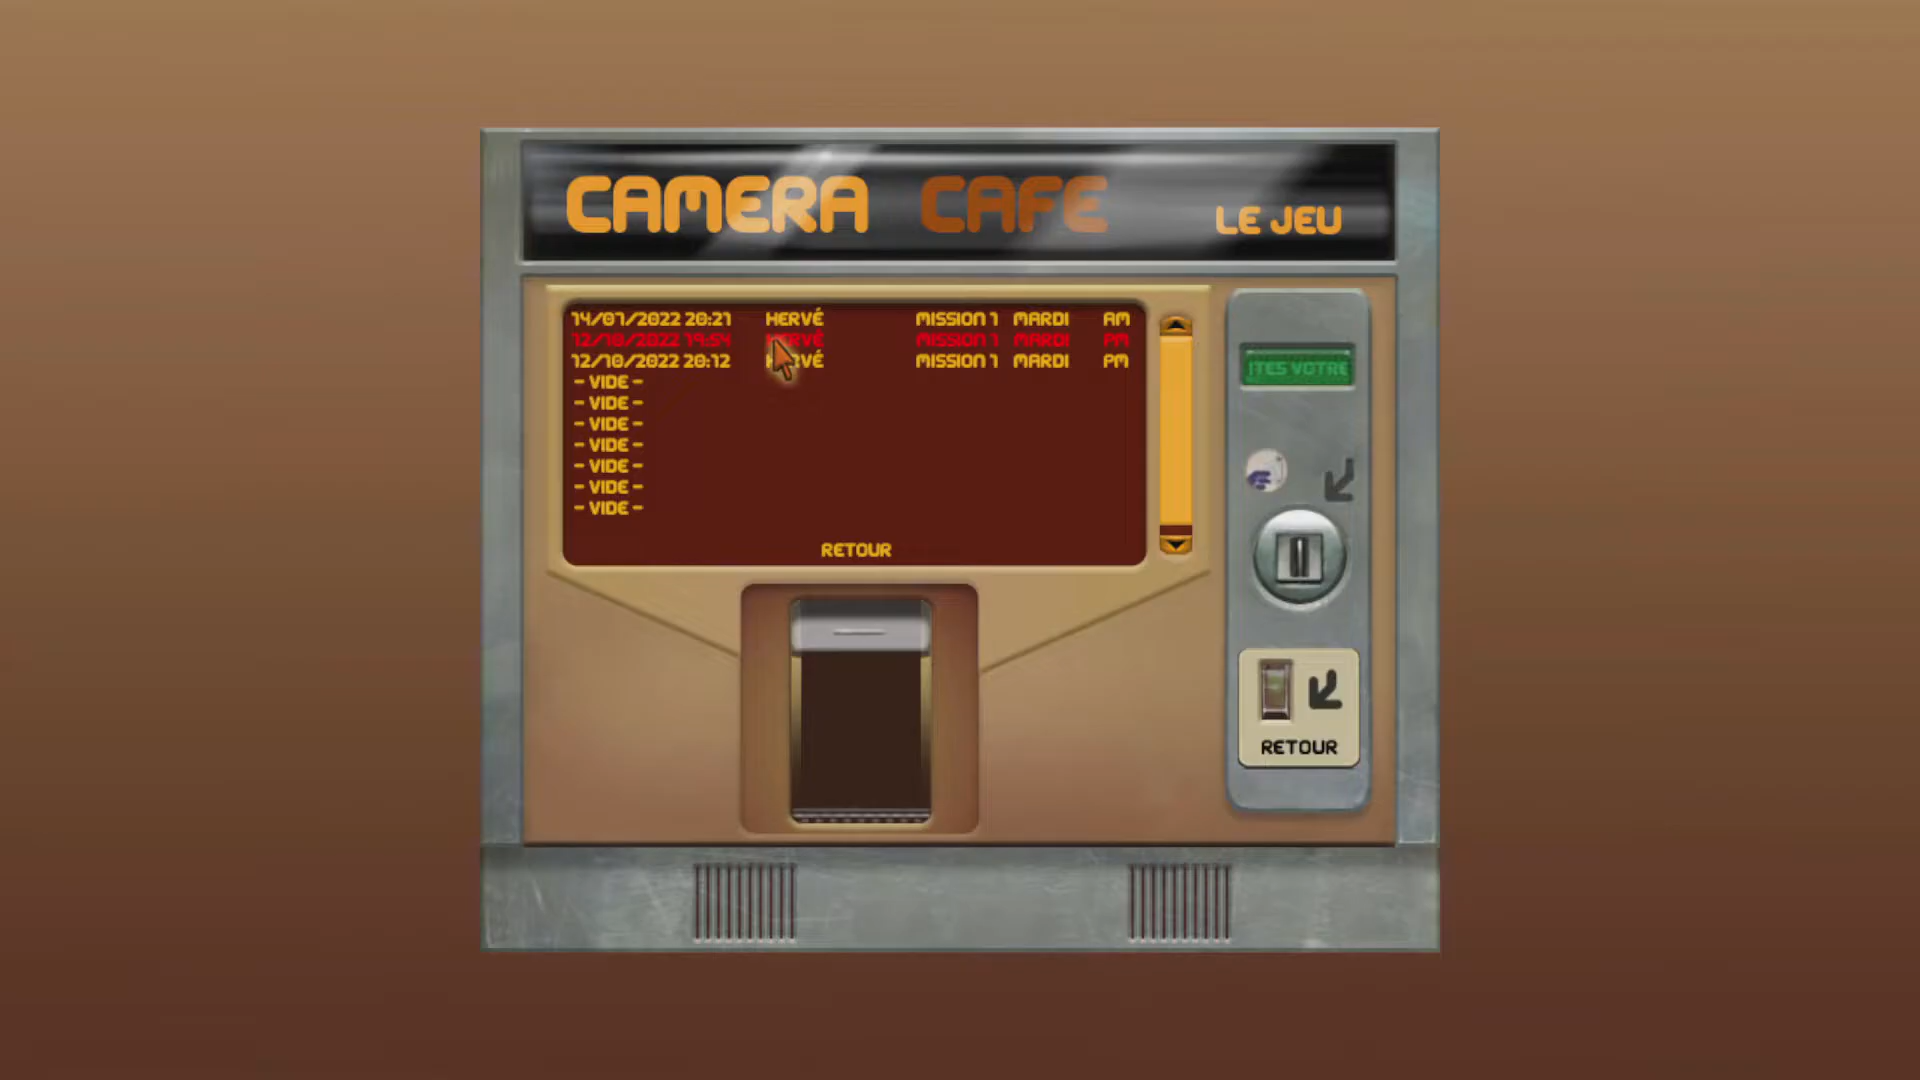 CAMERA CAFE LE JEU
14/07/2022 20:21 HERVÉ MISSION 1 MARDI AM
12/10/2022 19:54 HERVÉ MISSION 1 MARDI PM
12/10/2022 20:12 HERVÉ MISSION 1 MARDI PM
- VIDE -
- VIDE -
- VIDE -
- VIDE -
- VIDE -
- VIDE -
- VIDE -
RETOUR
ITES VOTRE
RETOUR